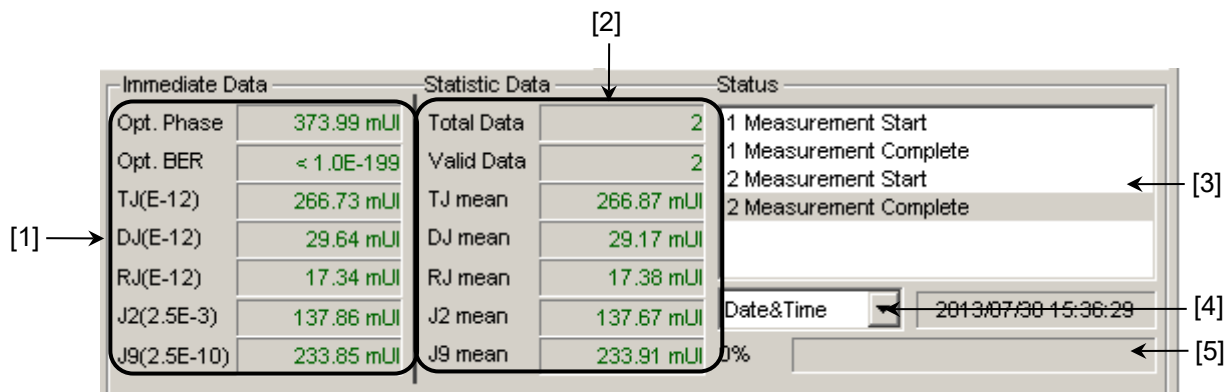 [2]
Immediate Data Statistic Data Status
Opt. Phase 373.99 mUI Total Data 2 1 Measurement Start
Opt. BER < 1.0E-199 Valid Data 2 1 Measurement Complete
2 Measurement Start
[3]
TJ(E-12) 266.73 mUI TJ mean 266.87 mUI 2 Measurement Complete
[1]
DJ(E-12) 29.64 mUI DJ mean 29.17 mUI
RJ(E-12) 17.34 mUI RJ mean 17.38 mUI
J2(2.5E-3) 137.86 mUI J2 mean 137.67 mUI Date&Time 2013/07/30 15:36:29 [4]
J9(2.5E-10) 233.85 mUI J9 mean 233.91 mUI 0% [5]